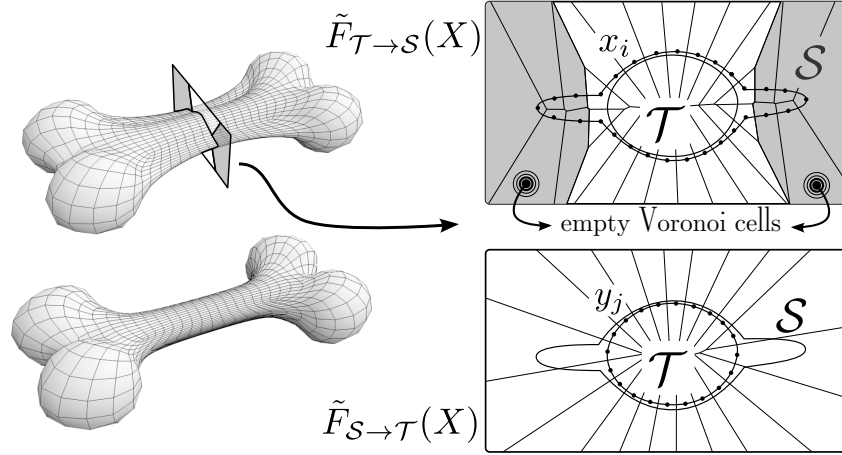 F̃_{𝒯→𝒮}(X)
x_i
𝒮
𝒯
empty Voronoi cells
y_j
𝒮
𝒯
F̃_{𝒮→𝒯}(X)